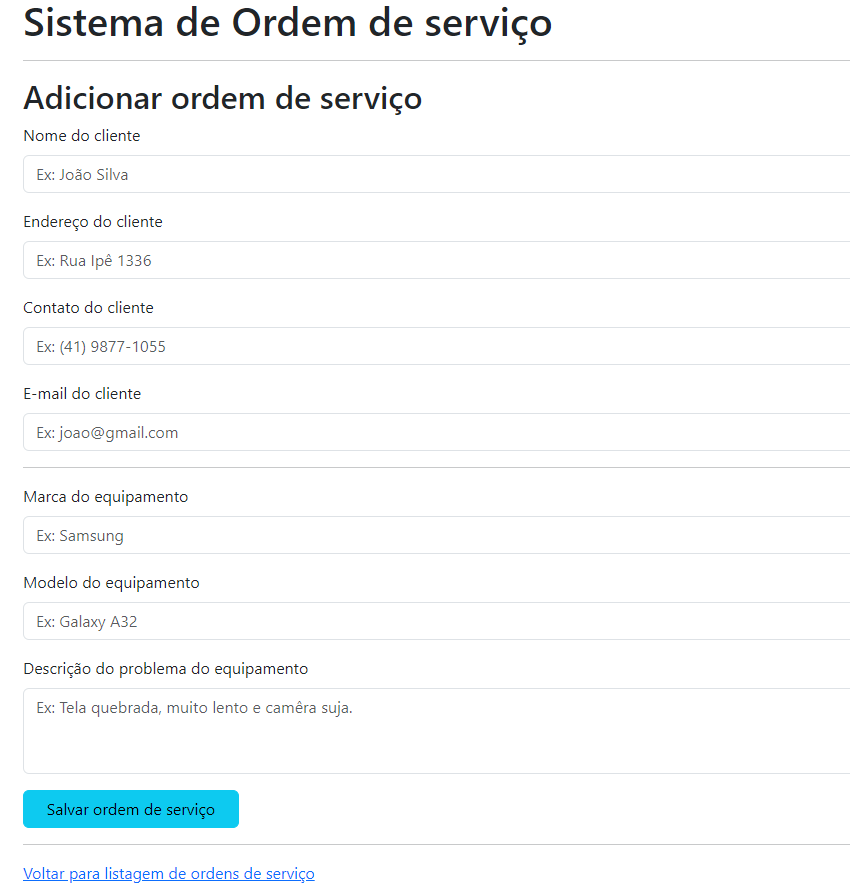 Sistema de Ordem de serviço
Adicionar ordem de serviço
Nome do cliente
Ex: João Silva
Endereço do cliente
Ex: Rua Ipê 1336
Contato do cliente
Ex: (41) 9877-1055
E-mail do cliente
Ex: joao@gmail.com
Marca do equipamento
Ex: Samsung
Modelo do equipamento
Ex: Galaxy A32
Descrição do problema do equipamento
Ex: Tela quebrada, muito lento e camêra suja.
Salvar ordem de serviço
Voltar para listagem de ordens de serviço